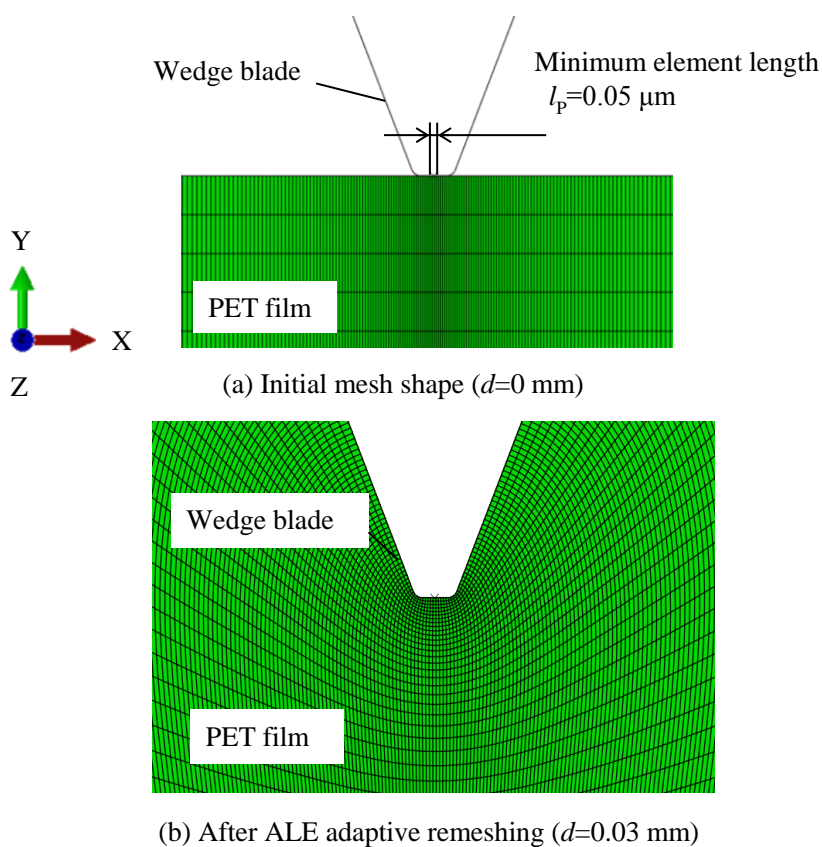 Wedge blade
Minimum element length
lP=0.05 μm
Y
X
Z
PET film
(a) Initial mesh shape (d=0 mm)
Wedge blade
PET film
(b) After ALE adaptive remeshing (d=0.03 mm)